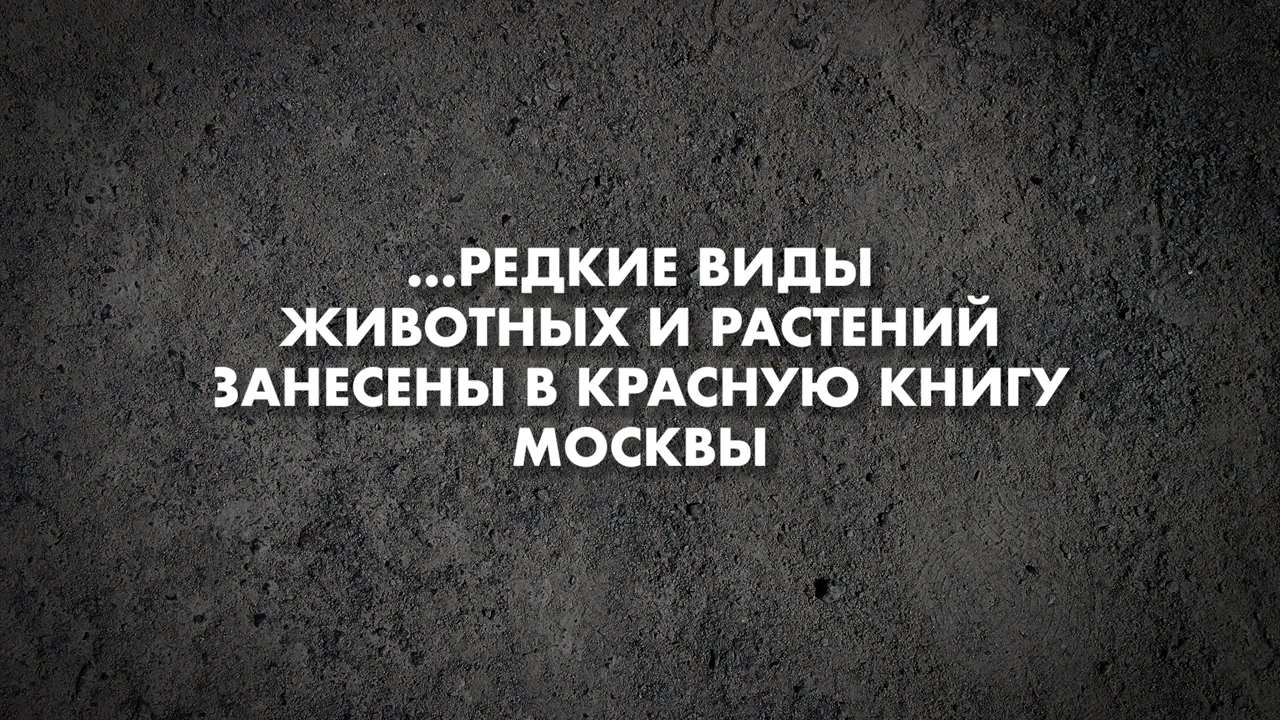 ...РЕДКИЕ ВИДЫ
ЖИВОТНЫХ И РАСТЕНИЙ
ЗАНЕСЕНЫ В КРАСНУЮ КНИГУ
МОСКВЫ